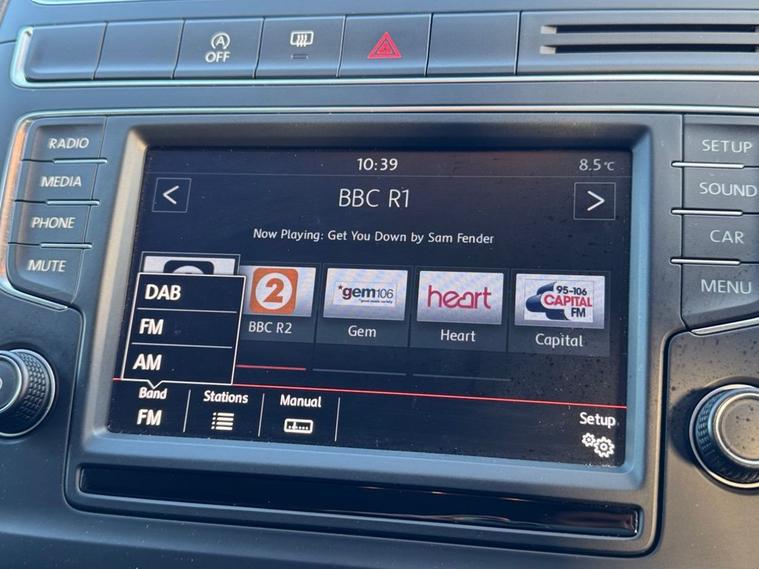 OFF
RADIO
MEDIA
PHONE
MUTE
SETUP
SOUND
CAR
MENU
10:39
8.5°C
<
BBC R1
>
Now Playing: Get You Down by Sam Fender
2
BBC R2
*gem106
Gem
heart
Heart
95-106
CAPITAL
FM
Capital
DAB
FM
AM
Band
FM
Stations
Manual
Setup